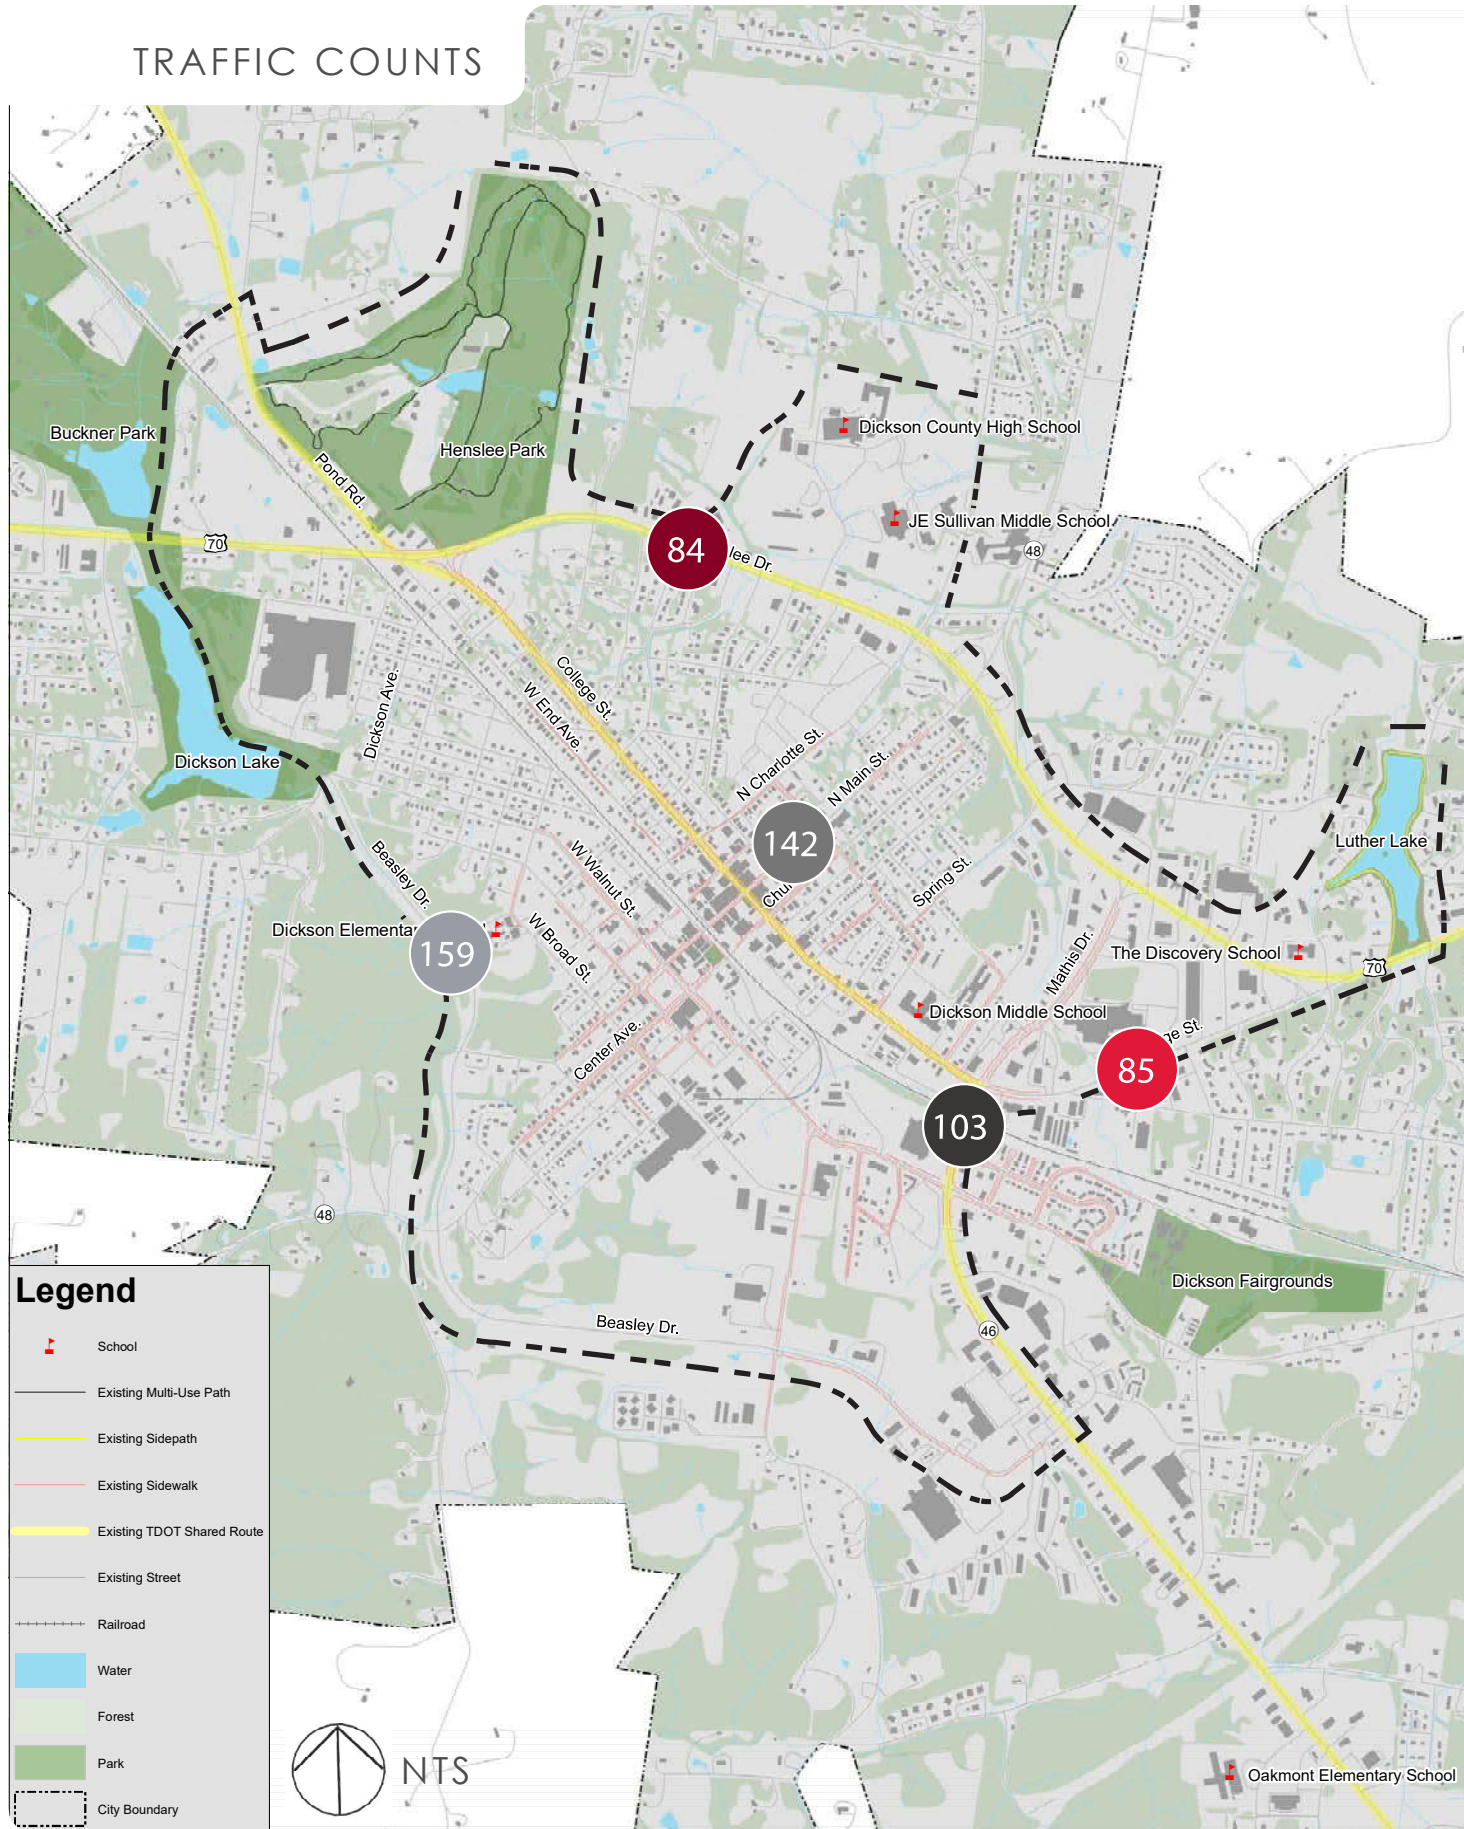 TRAFFIC COUNTS
Buckner Park
Henslee Park
Pond Rd.
70
Dickson County High School
JE Sullivan Middle School
48
84
lee Dr.
College St.
W End Ave.
Dickson Ave.
Dickson Lake
N Charlotte St.
N Main St.
142
Luther Lake
Beasley Dr.
W Walnut St.
Spring St.
Dickson Elementa
159
W Broad St.
Mathis Dr.
The Discovery School
70
Dickson Middle School
ge St.
Center Ave.
85
103
48
Dickson Fairgrounds
Beasley Dr.
46
Legend
School
Existing Multi-Use Path
Existing Sidepath
Existing Sidewalk
Existing TDOT Shared Route
Existing Street
Railroad
Water
Forest
Park
City Boundary
NTS
Oakmont Elementary School